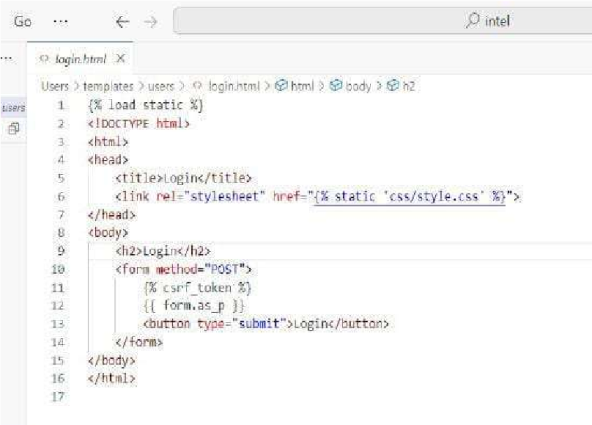 Go ... ← → intel
... login.html ×
Users > templates > users > login.html > html > body > h2
users
1 {% load static %}
2 <!DOCTYPE html>
3 <html>
4 <head>
5 <title>Login</title>
6 <link rel="stylesheet" href="{% static 'css/style.css' %}">
7 </head>
8 <body>
9 <h2>Login</h2>
10 <form method="POST">
11 {% csrf_token %}
12 {{ form.as_p }}
13 <button type="submit">Login</button>
14 </form>
15 </body>
16 </html>
17